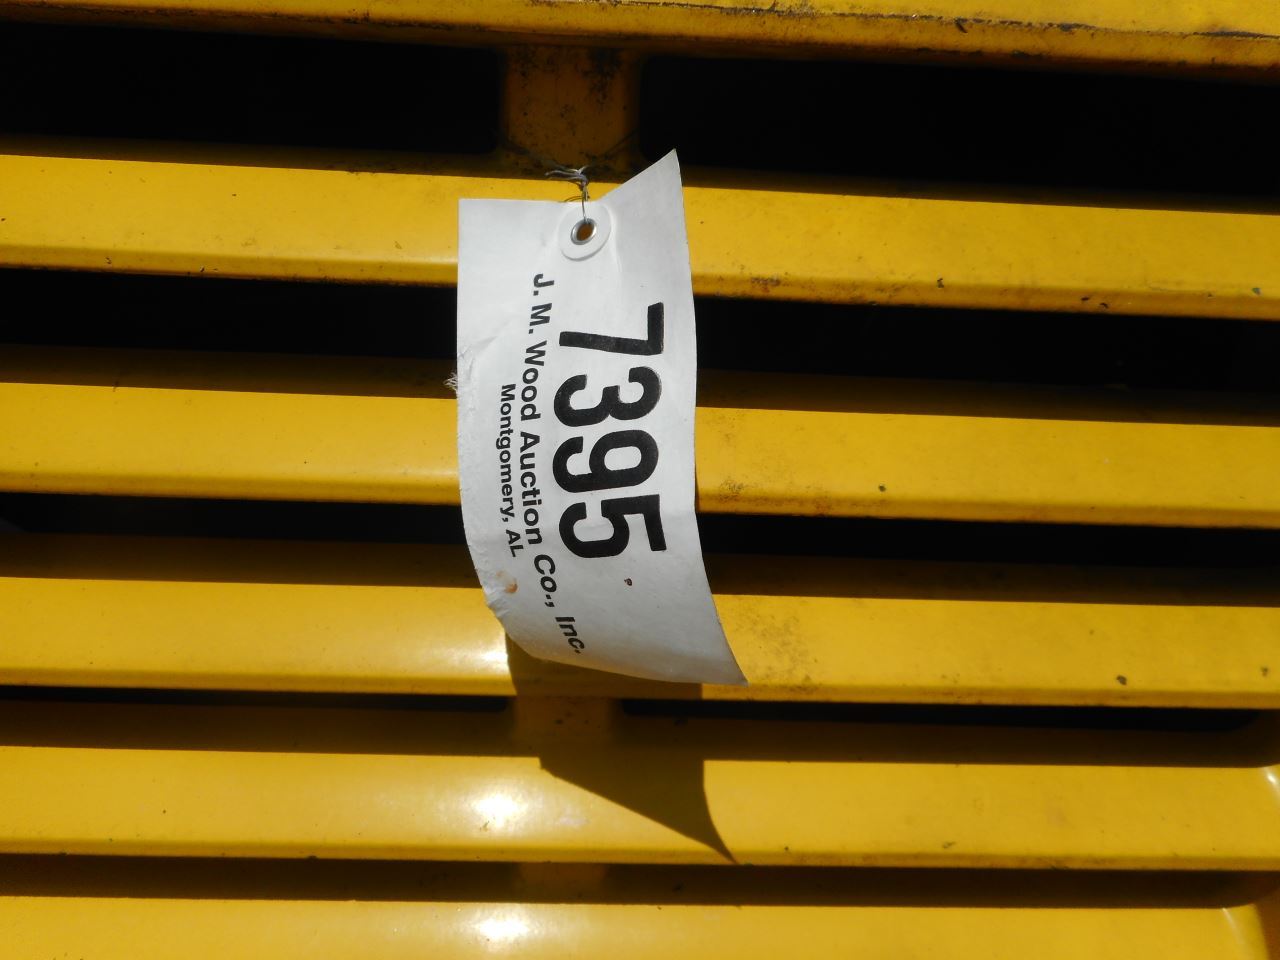 7395
J. M. Wood Auction Co., Inc.
Montgomery, AL